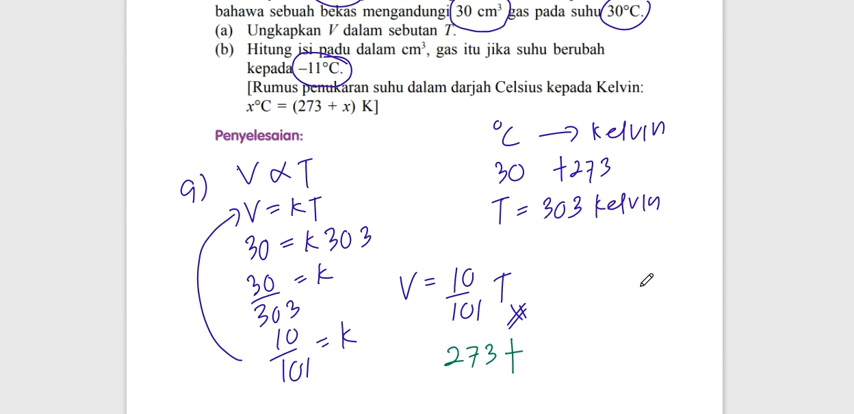 bahawa sebuah bekas mengandungi 30 cm³ gas pada suhu 30°C.
(a) Ungkapkan V dalam sebutan T.
(b) Hitung isi padu dalam cm³, gas itu jika suhu berubah
kepada –11°C.
[Rumus penukaran suhu dalam darjah Celsius kepada Kelvin:
x°C = (273 + x) K]
Penyelesaian:
a) V ∝ T
V = kT
30 = k 303
30/303 = k
10/101 = k
°C → Kelvin
30 +273
T = 303 Kelvin
V = 10/101 T
273 +